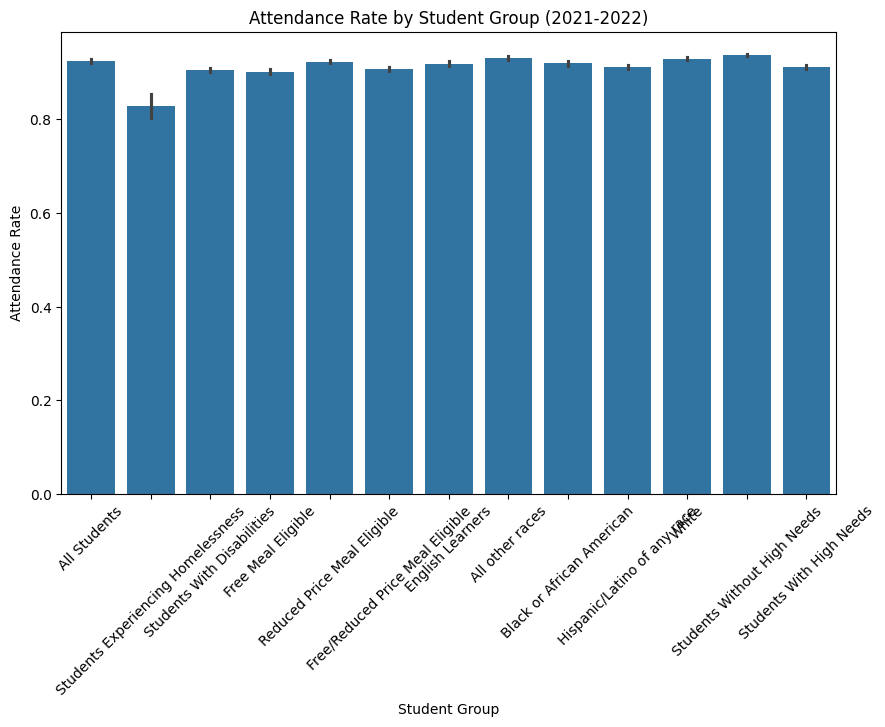 Attendance Rate by Student Group (2021-2022)
Attendance Rate
0.8
0.6
0.4
0.2
0.0
All Students
Students Experiencing Homelessness
Students With Disabilities
Free Meal Eligible
Reduced Price Meal Eligible
Free/Reduced Price Meal Eligible
English Learners
All other races
Black or African American
Hispanic/Latino of any race
White
Students Without High Needs
Students With High Needs
Student Group